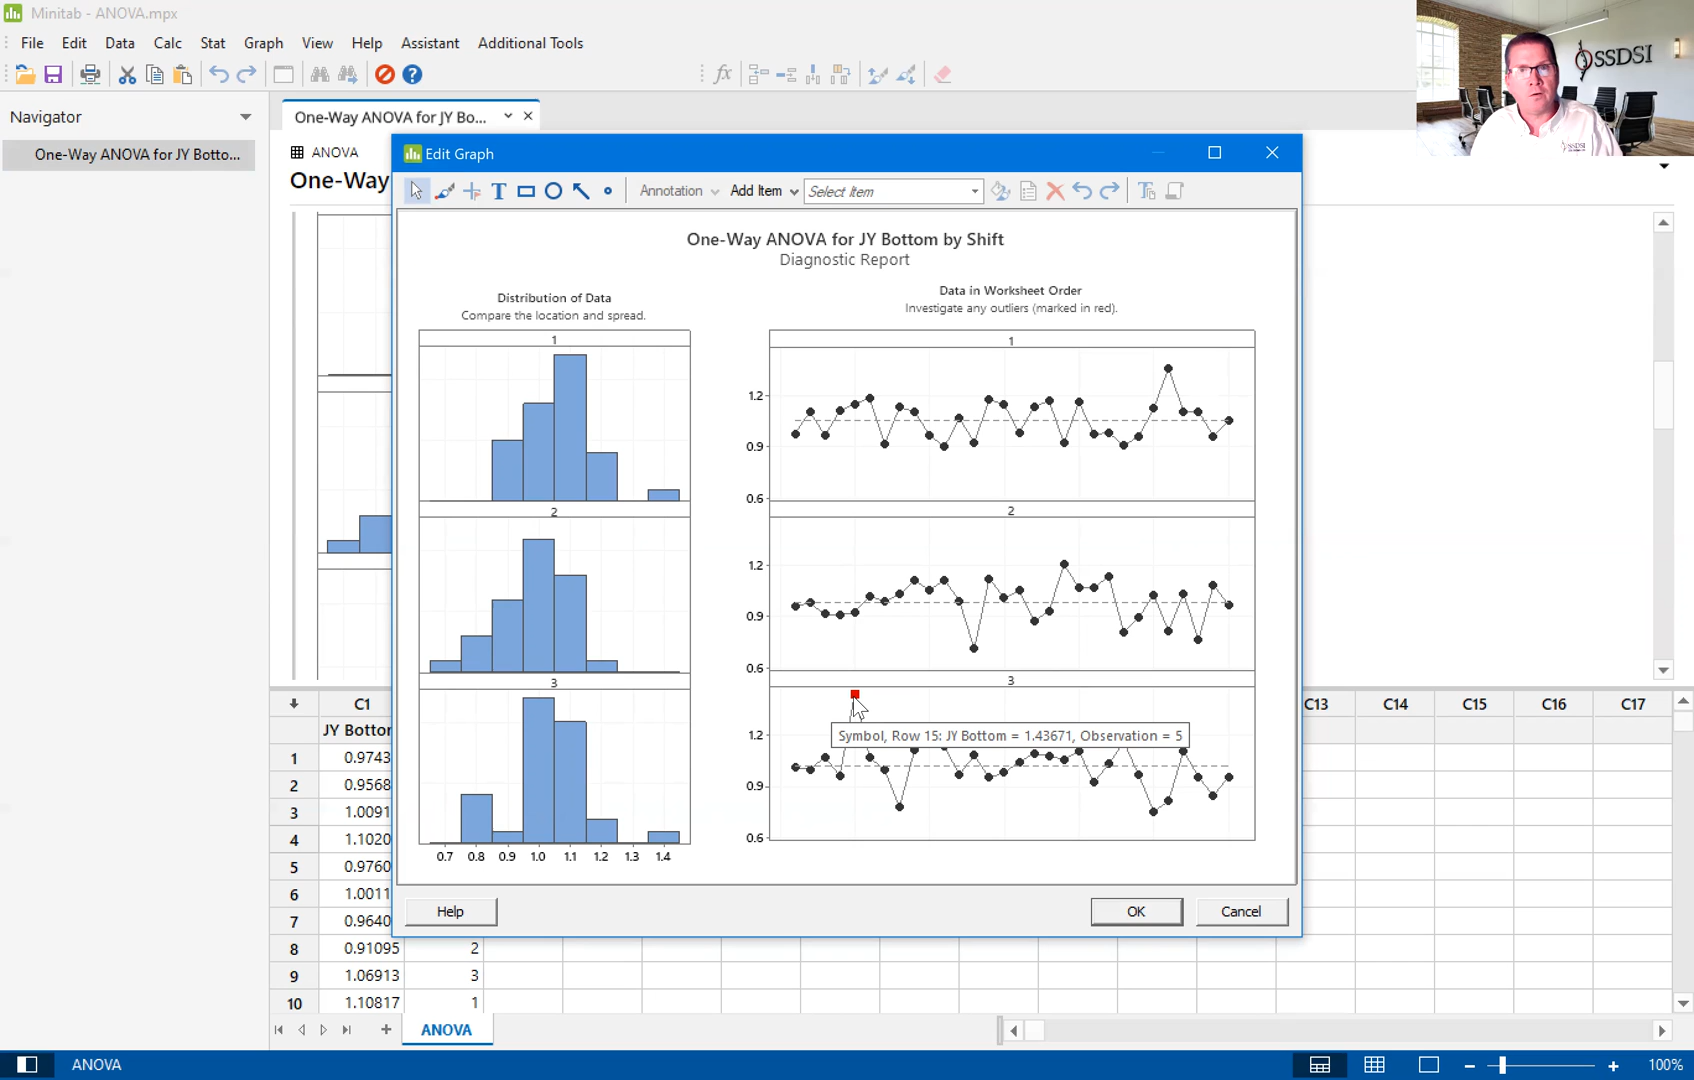 Minitab - ANOVA.mpx
File Edit Data Calc Stat Graph View Help Assistant Additional Tools
SSDSI
SSDSI
Navigator
One-Way ANOVA for JY Botto...
One-Way ANOVA for JY Bo...
ANOVA
One-Way
Edit Graph
Annotation Add Item Select Item
One-Way ANOVA for JY Bottom by Shift
Diagnostic Report
Distribution of Data
Compare the location and spread.
1
2
3
0.7 0.8 0.9 1.0 1.1 1.2 1.3 1.4
Data in Worksheet Order
Investigate any outliers (marked in red).
1
1.2
0.9
0.6
2
1.2
0.9
0.6
3
1.2
0.9
0.6
Symbol, Row 15: JY Bottom = 1.43671, Observation = 5
Help OK Cancel
C1 C13 C14 C15 C16 C17
JY Bottor
1 0.9743
2 0.9568
3 1.0091
4 1.1020
5 0.9760
6 1.0011
7 0.9640
8 0.91095 2
9 1.06913 3
10 1.10817 1
ANOVA
ANOVA
100%